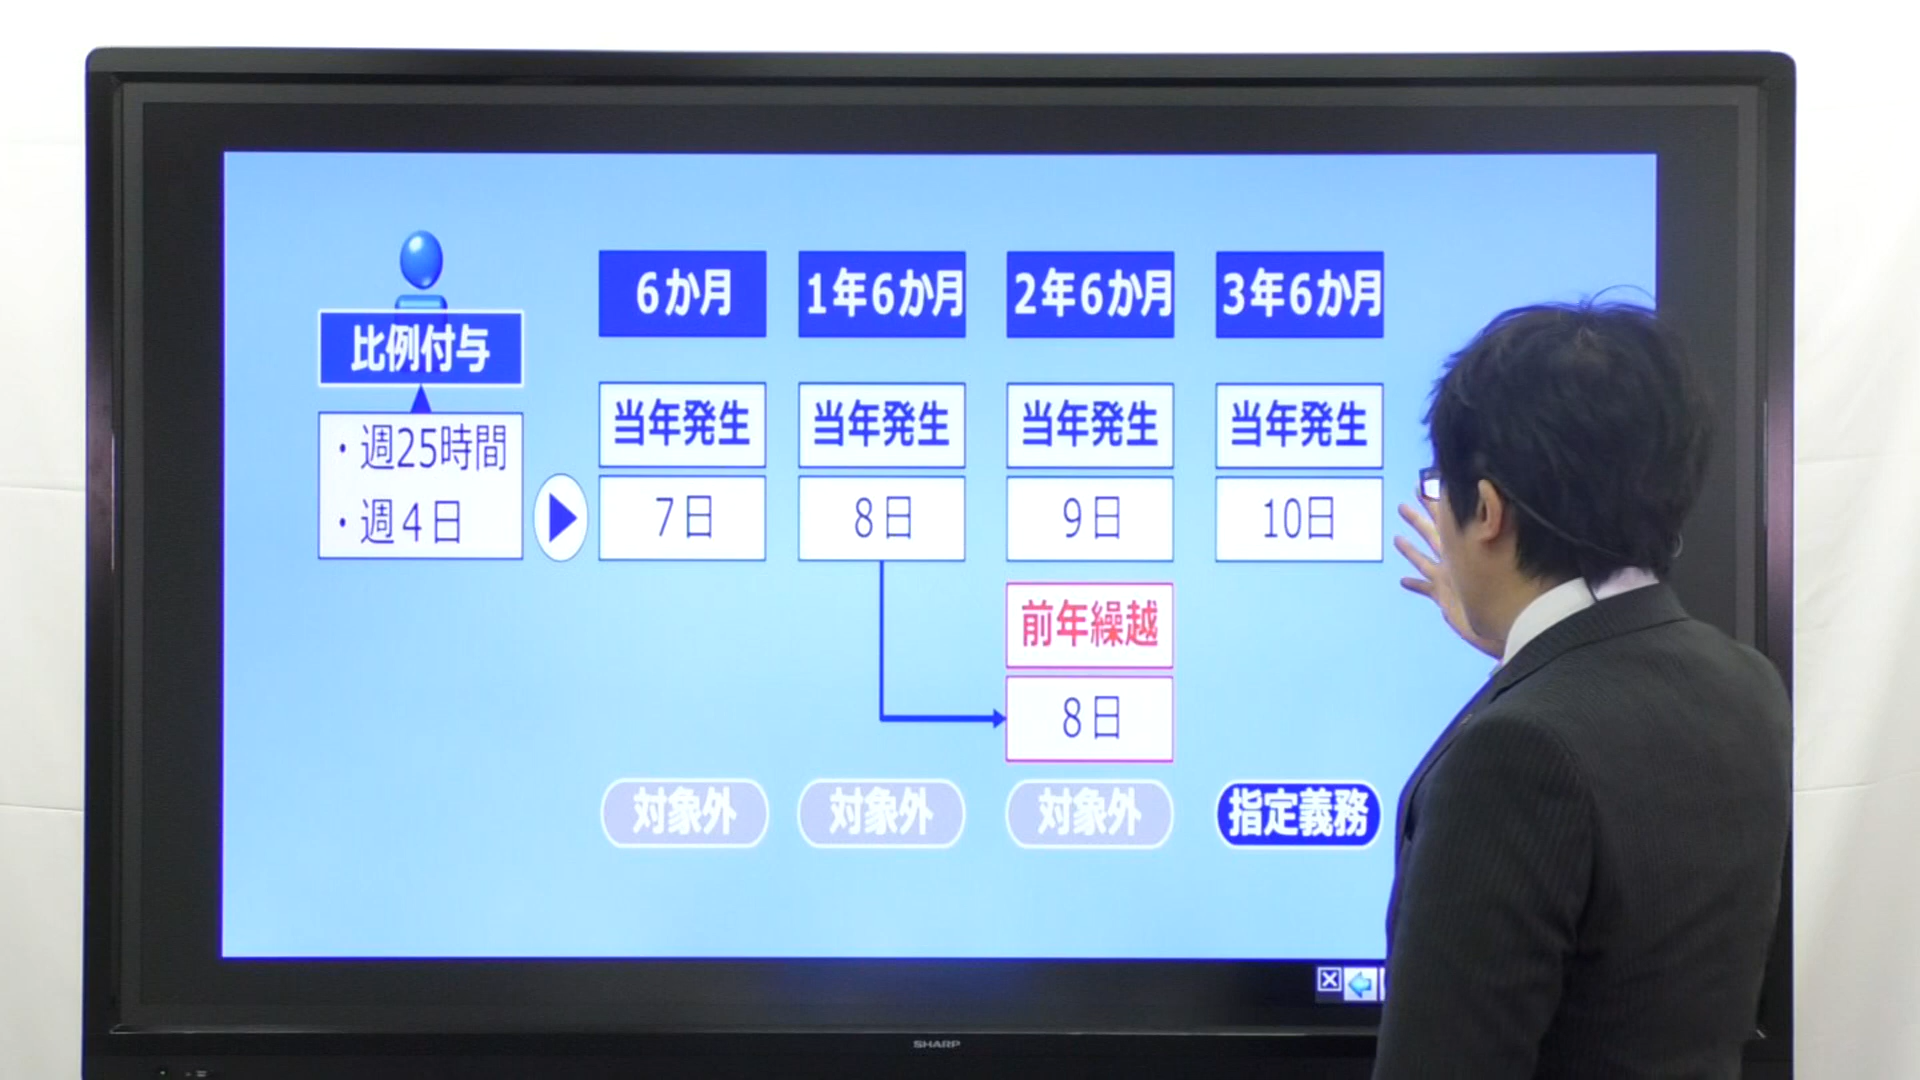 6か月
1年6か月
2年6か月
3年6か月
比例付与
・週25時間
・週4日
当年発生
当年発生
当年発生
当年発生
7日
8日
9日
10日
前年繰越
8日
対象外
対象外
対象外
指定義務
SHARP